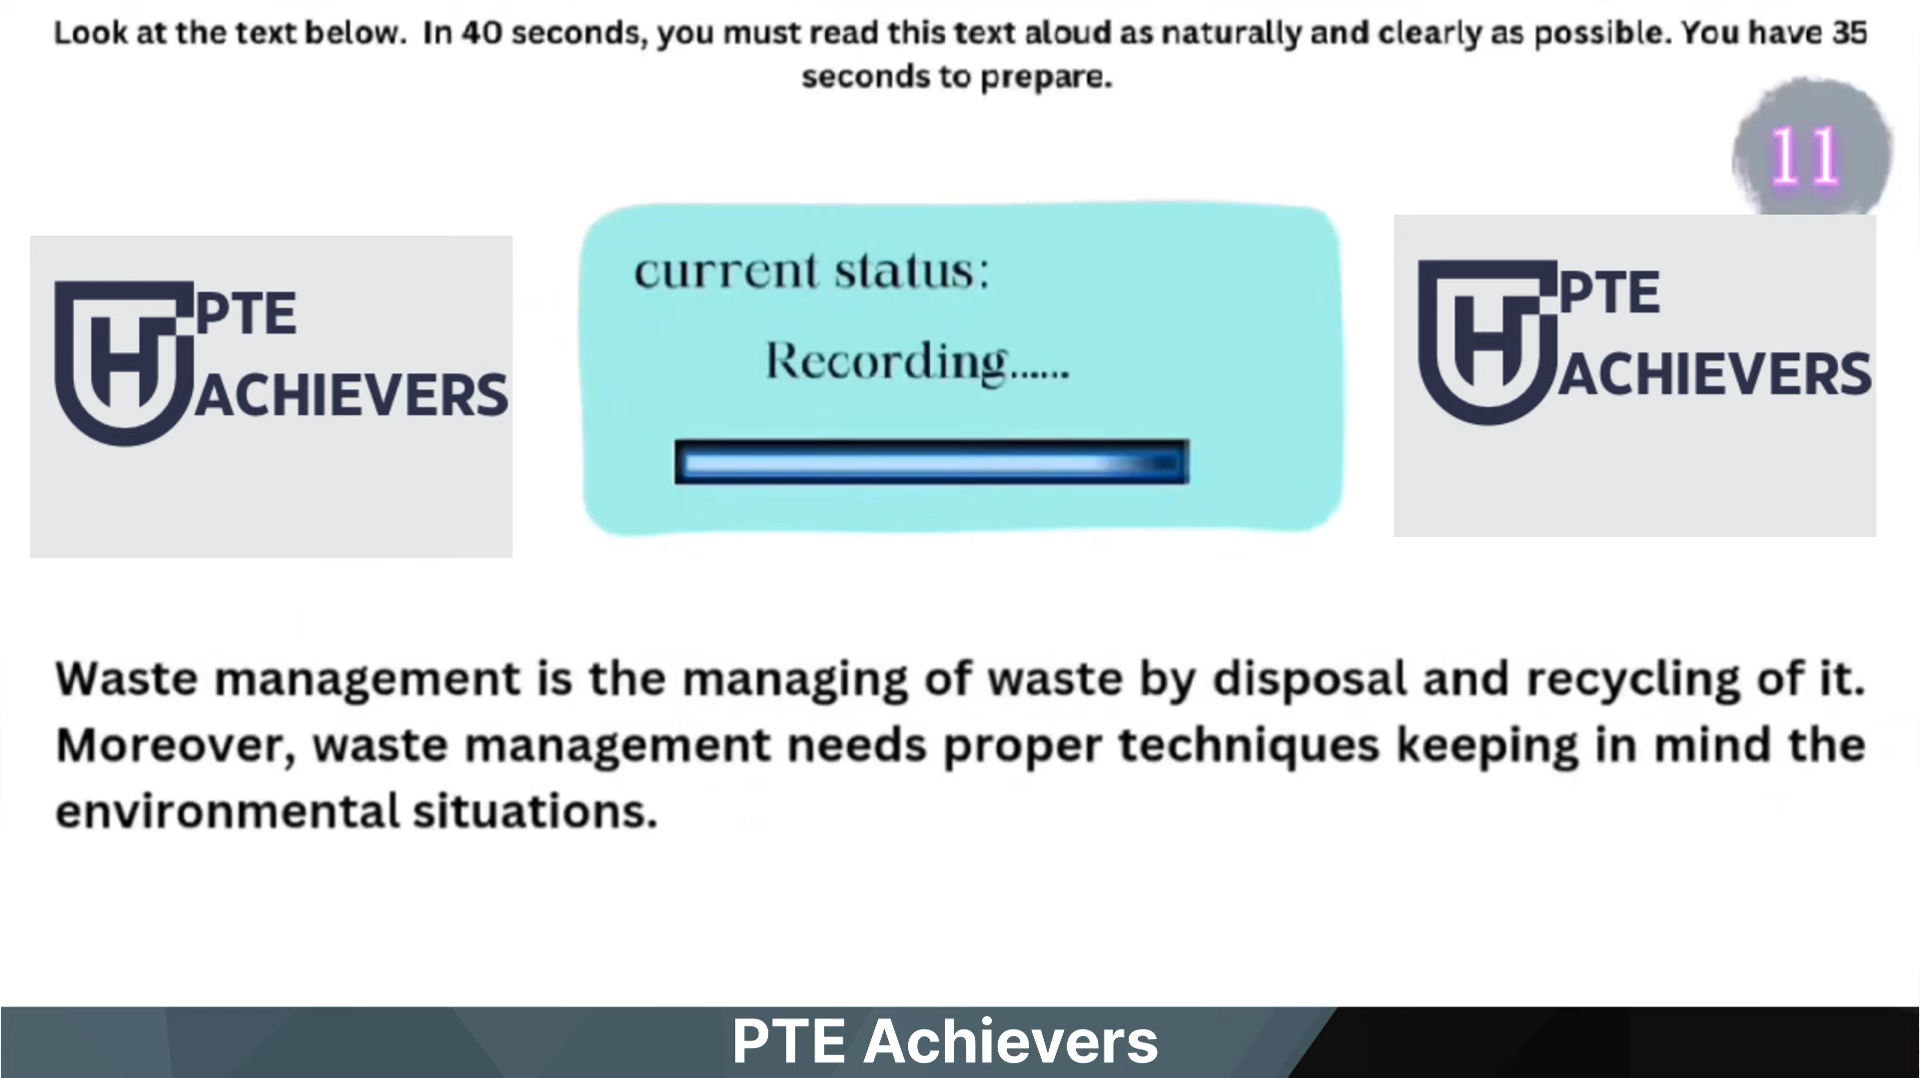 Look at the text below. In 40 seconds, you must read this text aloud as naturally and clearly as possible. You have 35
seconds to prepare.
11
current status:
Recording......
PTE
ACHIEVERS
PTE
ACHIEVERS
Waste management is the managing of waste by disposal and recycling of it.
Moreover, waste management needs proper techniques keeping in mind the
environmental situations.
PTE Achievers